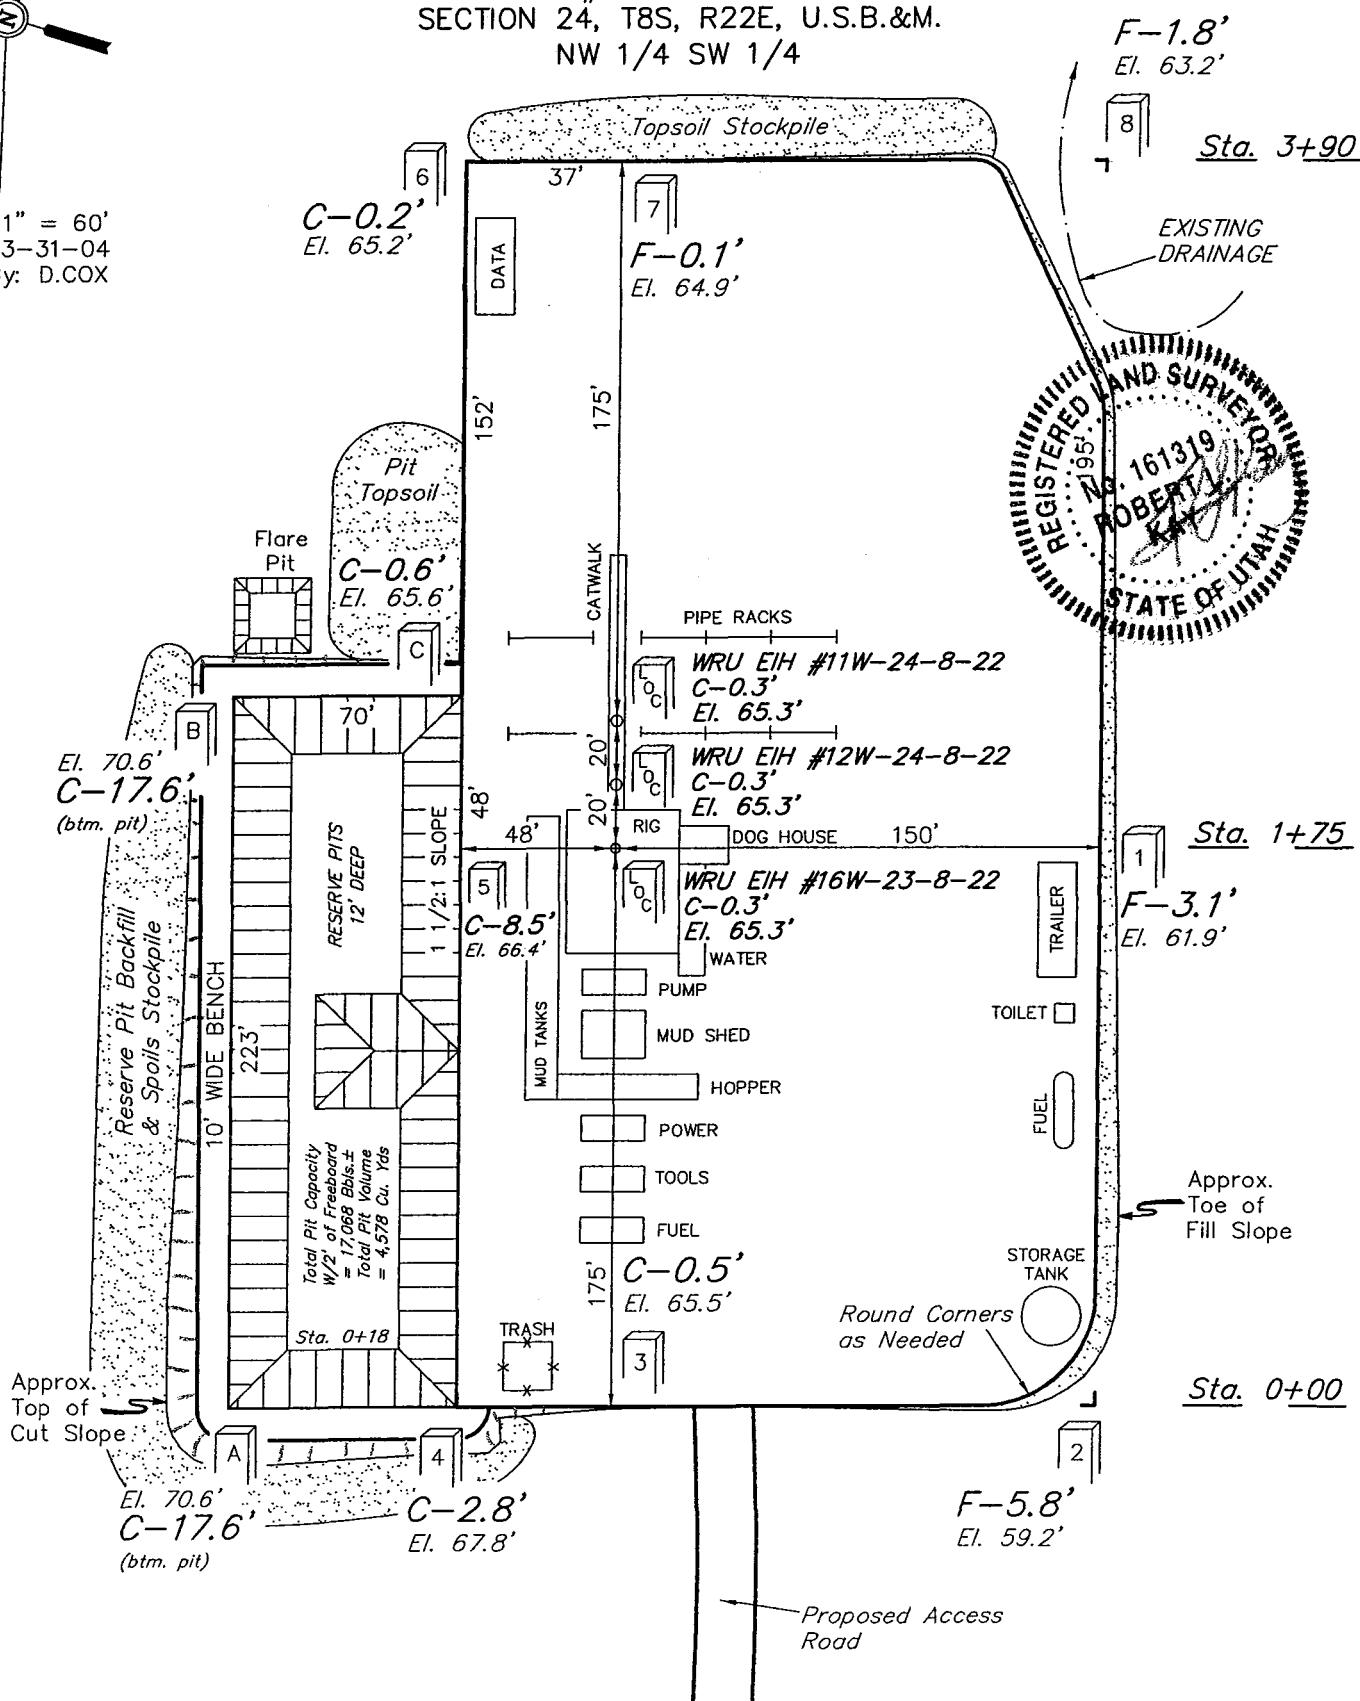 SECTION 24, T8S, R22E, U.S.B.&M.
NW 1/4 SW 1/4
N
1" = 60'
3-31-04
y: D.COX
F-1.8'
El. 63.2'
8
Sta. 3+90
Topsoil Stockpile
6
C-0.2'
El. 65.2'
37'
7
F-0.1'
El. 64.9'
DATA
EXISTING
DRAINAGE
152'
175'
195'
REGISTERED LAND SURVEYOR
No. 161319
ROBERT L.
KAY
STATE OF UTAH
Pit
Topsoil
Flare
Pit
C-0.6'
El. 65.6'
C
CATWALK
PIPE RACKS
LOC
WRU EIH #11W-24-8-22
C-0.3'
El. 65.3'
B
El. 70.6'
C-17.6'
(btm. pit)
70'
20'
LOC
WRU EIH #12W-24-8-22
C-0.3'
El. 65.3'
20'
48'
48'
RIG
DOG HOUSE
150'
1
Sta. 1+75
F-3.1'
El. 61.9'
RESERVE PITS
12' DEEP
1 1/2:1 SLOPE
5
C-8.5'
El. 66.4'
LOC
WRU EIH #16W-23-8-22
C-0.3'
El. 65.3'
TRAILER
WATER
PUMP
TOILET
MUD TANKS
MUD SHED
HOPPER
FUEL
POWER
TOOLS
FUEL
Reserve Pit Backfill
& Spoils Stockpile
10' WIDE BENCH
223'
Total Pit Capacity
W/2' of Freeboard
= 17,068 Bbls.±
Total Pit Volume
= 4,578 Cu. Yds
Approx.
Toe of
Fill Slope
175'
C-0.5'
El. 65.5'
3
STORAGE
TANK
Round Corners
as Needed
Sta. 0+18
TRASH
Approx.
Top of
Cut Slope
Sta. 0+00
A
El. 70.6'
C-17.6'
(btm. pit)
4
C-2.8'
El. 67.8'
2
F-5.8'
El. 59.2'
Proposed Access
Road